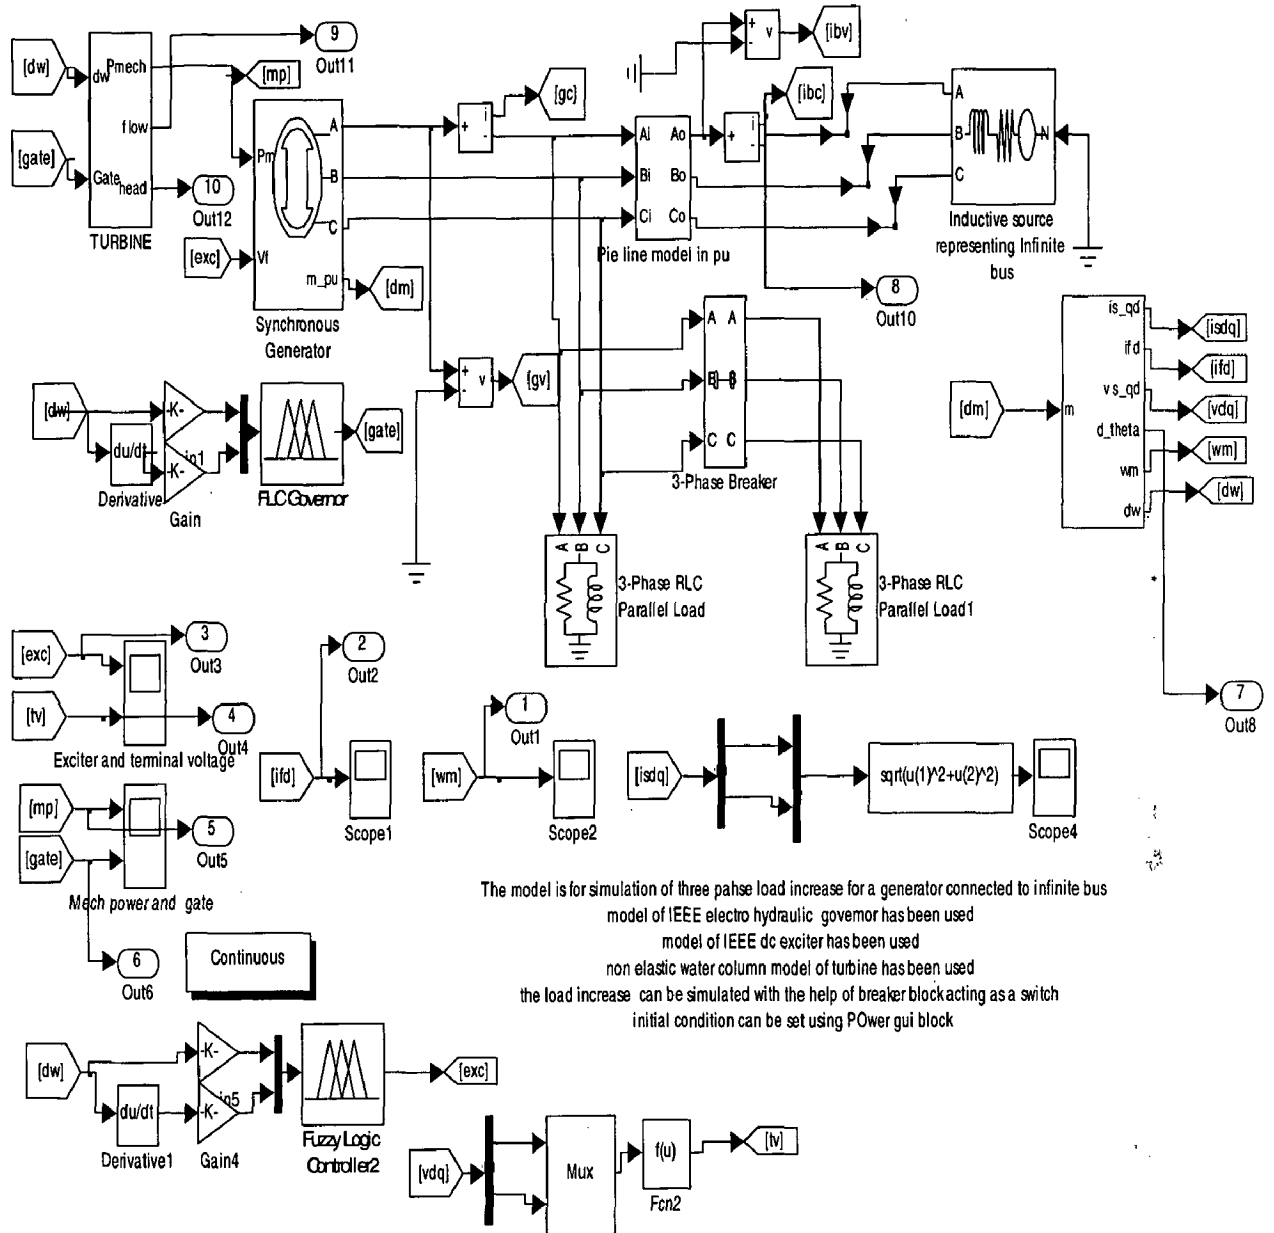 9
Out11
[dw]
dw
Pmech
[mp]
flow
[gate]
Gate
head
10
Out12
TURBINE
Pm
A
B
C
[exc]
Vf
m_pu
[dm]
Synchronous
Generator
+
i
-
[gc]
+
-
v
[ibv]
[ibc]
Ai
Bi
Ci
Ao
Bo
Co
Pie line model in pu
+
i
-
A
B
C
N
Inductive source
representing Infinite
bus
8
Out10
+
-
v
[gv]
A A
B B
C C
3-Phase Breaker
[dm]
m
is_qd
ifd
vs_qd
d_theta
wm
dw
[isdq]
[ifd]
[vdq]
[wm]
[dw]
[dw]
-K-
in1
du/dt
-K-
Derivative
Gain
FLC Governor
[gate]
A B C
3-Phase RLC
Parallel Load
A B C
3-Phase RLC
Parallel Load1
[exc]
3
Out3
[tv]
4
Out4
Exciter and terminal voltage
2
Out2
[ifd]
Scope1
1
Out1
[wm]
Scope2
[isdq]
sqrt(u(1)^2+u(2)^2)
Scope4
7
Out8
[mp]
5
Out5
[gate]
Mech power and gate
6
Out6
Continuous
The model is for simulation of three pahse load increase for a generator connected to infinite bus
model of IEEE electro hydraulic governor has been used
model of IEEE dc exciter has been used
non elastic water column model of turbine has been used
the load increase can be simulated with the help of breaker block acting as a switch
initial condition can be set using POwer gui block
[dw]
-K-
in5
du/dt
-K-
Derivative1
Gain4
Fuzzy Logic
Controller2
[exc]
[vdq]
Mux
f(u)
Fcn2
[tv]